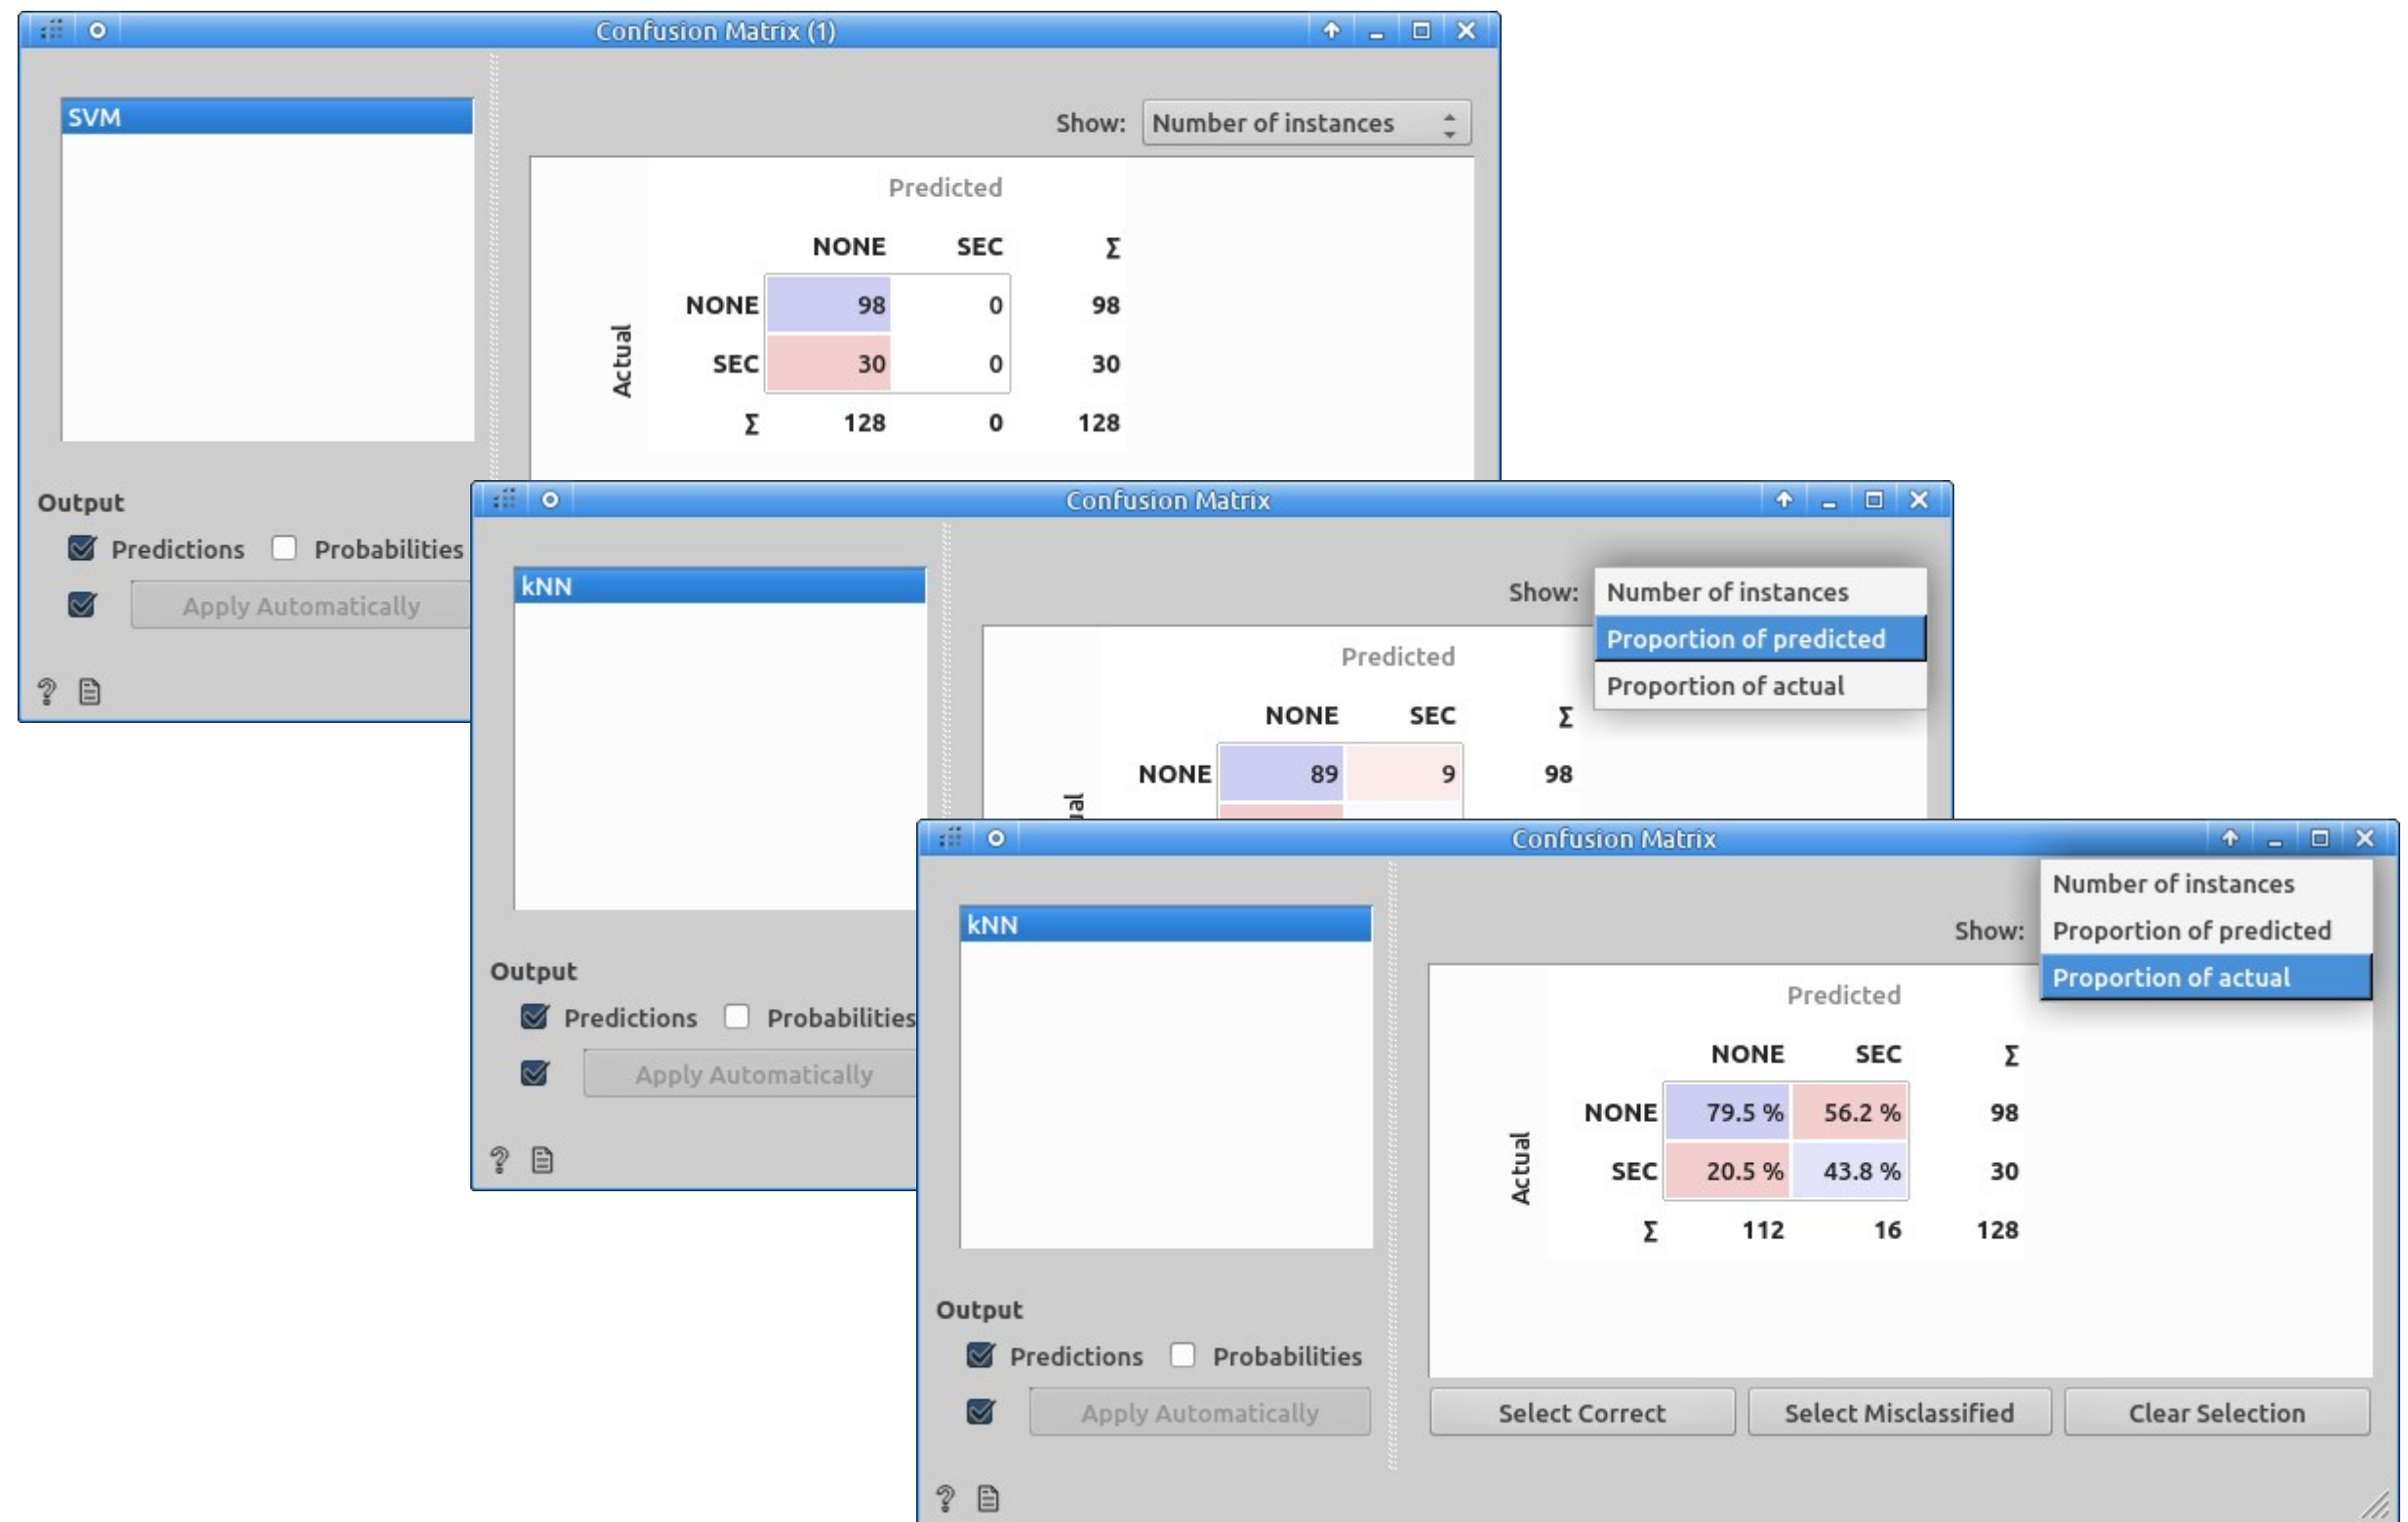 Confusion Matrix (1)
SVM
Show: Number of instances
Predicted
NONE SEC Σ
NONE 98 0 98
Actual
SEC 30 0 30
Σ 128 0 128
Output
Predictions Probabilities
Apply Automatically
Confusion Matrix
kNN
Show: Number of instances
Proportion of predicted
Proportion of actual
Predicted
NONE SEC Σ
NONE 89 9 98
Output
Predictions Probabilities
Apply Automatically
Confusion Matrix
kNN
Number of instances
Show: Proportion of predicted
Proportion of actual
Predicted
NONE SEC Σ
NONE 79.5 % 56.2 % 98
Actual
SEC 20.5 % 43.8 % 30
Σ 112 16 128
Output
Predictions Probabilities
Apply Automatically
Select Correct Select Misclassified Clear Selection